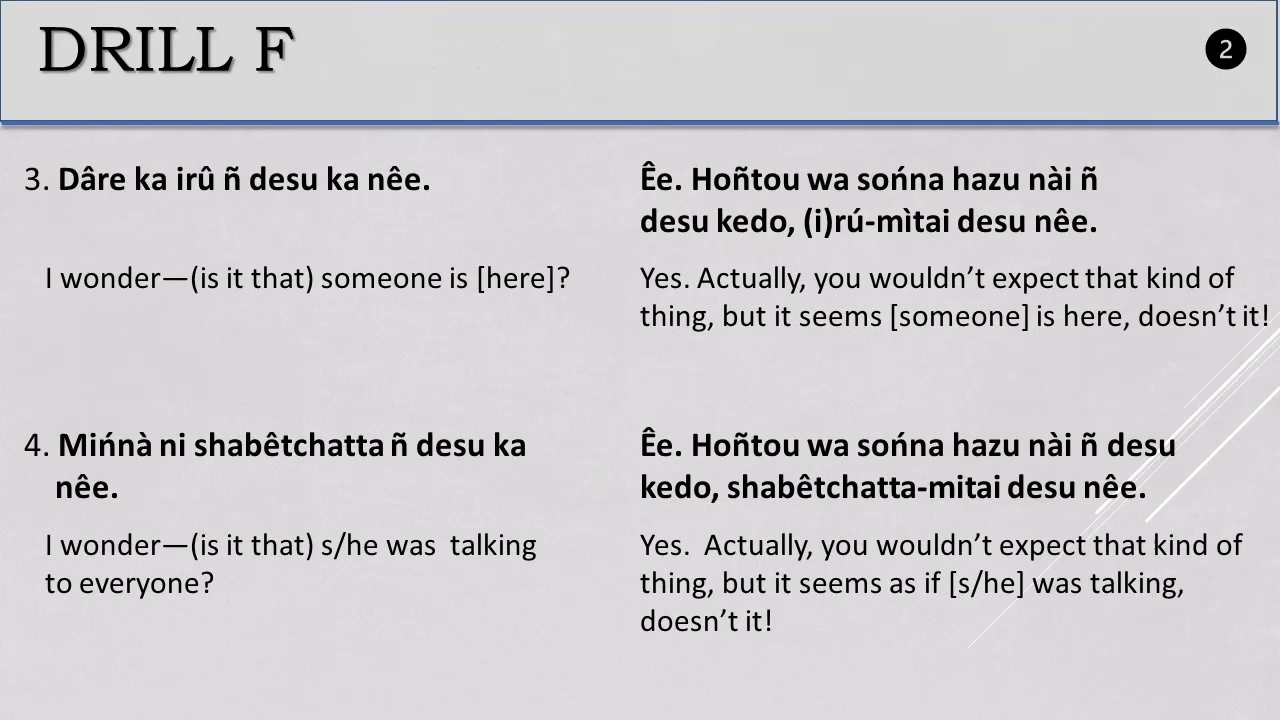 DRILL F
2
3. Dâre ka irû ñ desu ka nêe.
I wonder—(is it that) someone is [here]?
Êe. Hoñtou wa sońna hazu nài ñ
desu kedo, (i)rú-mìtai desu nêe.
Yes. Actually, you wouldn't expect that kind of
thing, but it seems [someone] is here, doesn't it!
4. Mińnà ni shabêtchatta ñ desu ka
nêe.
I wonder—(is it that) s/he was talking
to everyone?
Êe. Hoñtou wa sońna hazu nài ñ desu
kedo, shabêtchatta-mitai desu nêe.
Yes. Actually, you wouldn't expect that kind of
thing, but it seems as if [s/he] was talking,
doesn't it!